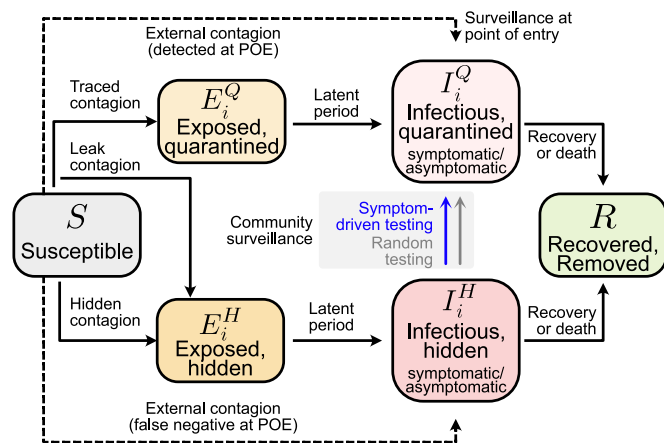 External contagion
(detected at POE)
Surveillance at
point of entry
Traced
contagion
E_i^Q
Exposed,
quarantined
Latent
period
I_i^Q
Infectious,
quarantined
symptomatic/
asymptomatic
Recovery
or death
Leak
contagion
S
Susceptible
Community
surveillance
Symptom-
driven testing
Random
testing
R
Recovered,
Removed
Hidden
contagion
E_i^H
Exposed,
hidden
Latent
period
I_i^H
Infectious,
hidden
symptomatic/
asymptomatic
Recovery
or death
External contagion
(false negative at POE)